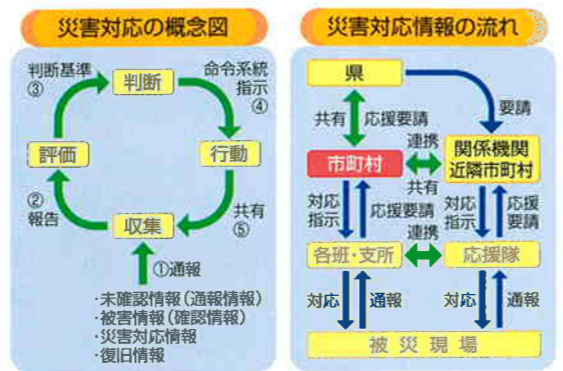 災害対応の概念図
判断基準
③
判断
命令系統
指示
④
評価
行動
②
報告
収集
共有
⑤
①通報
・未確認情報(通報情報)
・被害情報(確認情報)
・災害対応情報
・復旧情報
災害対応情報の流れ
県
要請
共有
応援要請
連携
市町村
共有
関係機関
近隣市町村
対応
指示
応援要請
対応
指示
応援
要請
連携
各班・支所
応援隊
対応
通報
対応
通報
被災現場